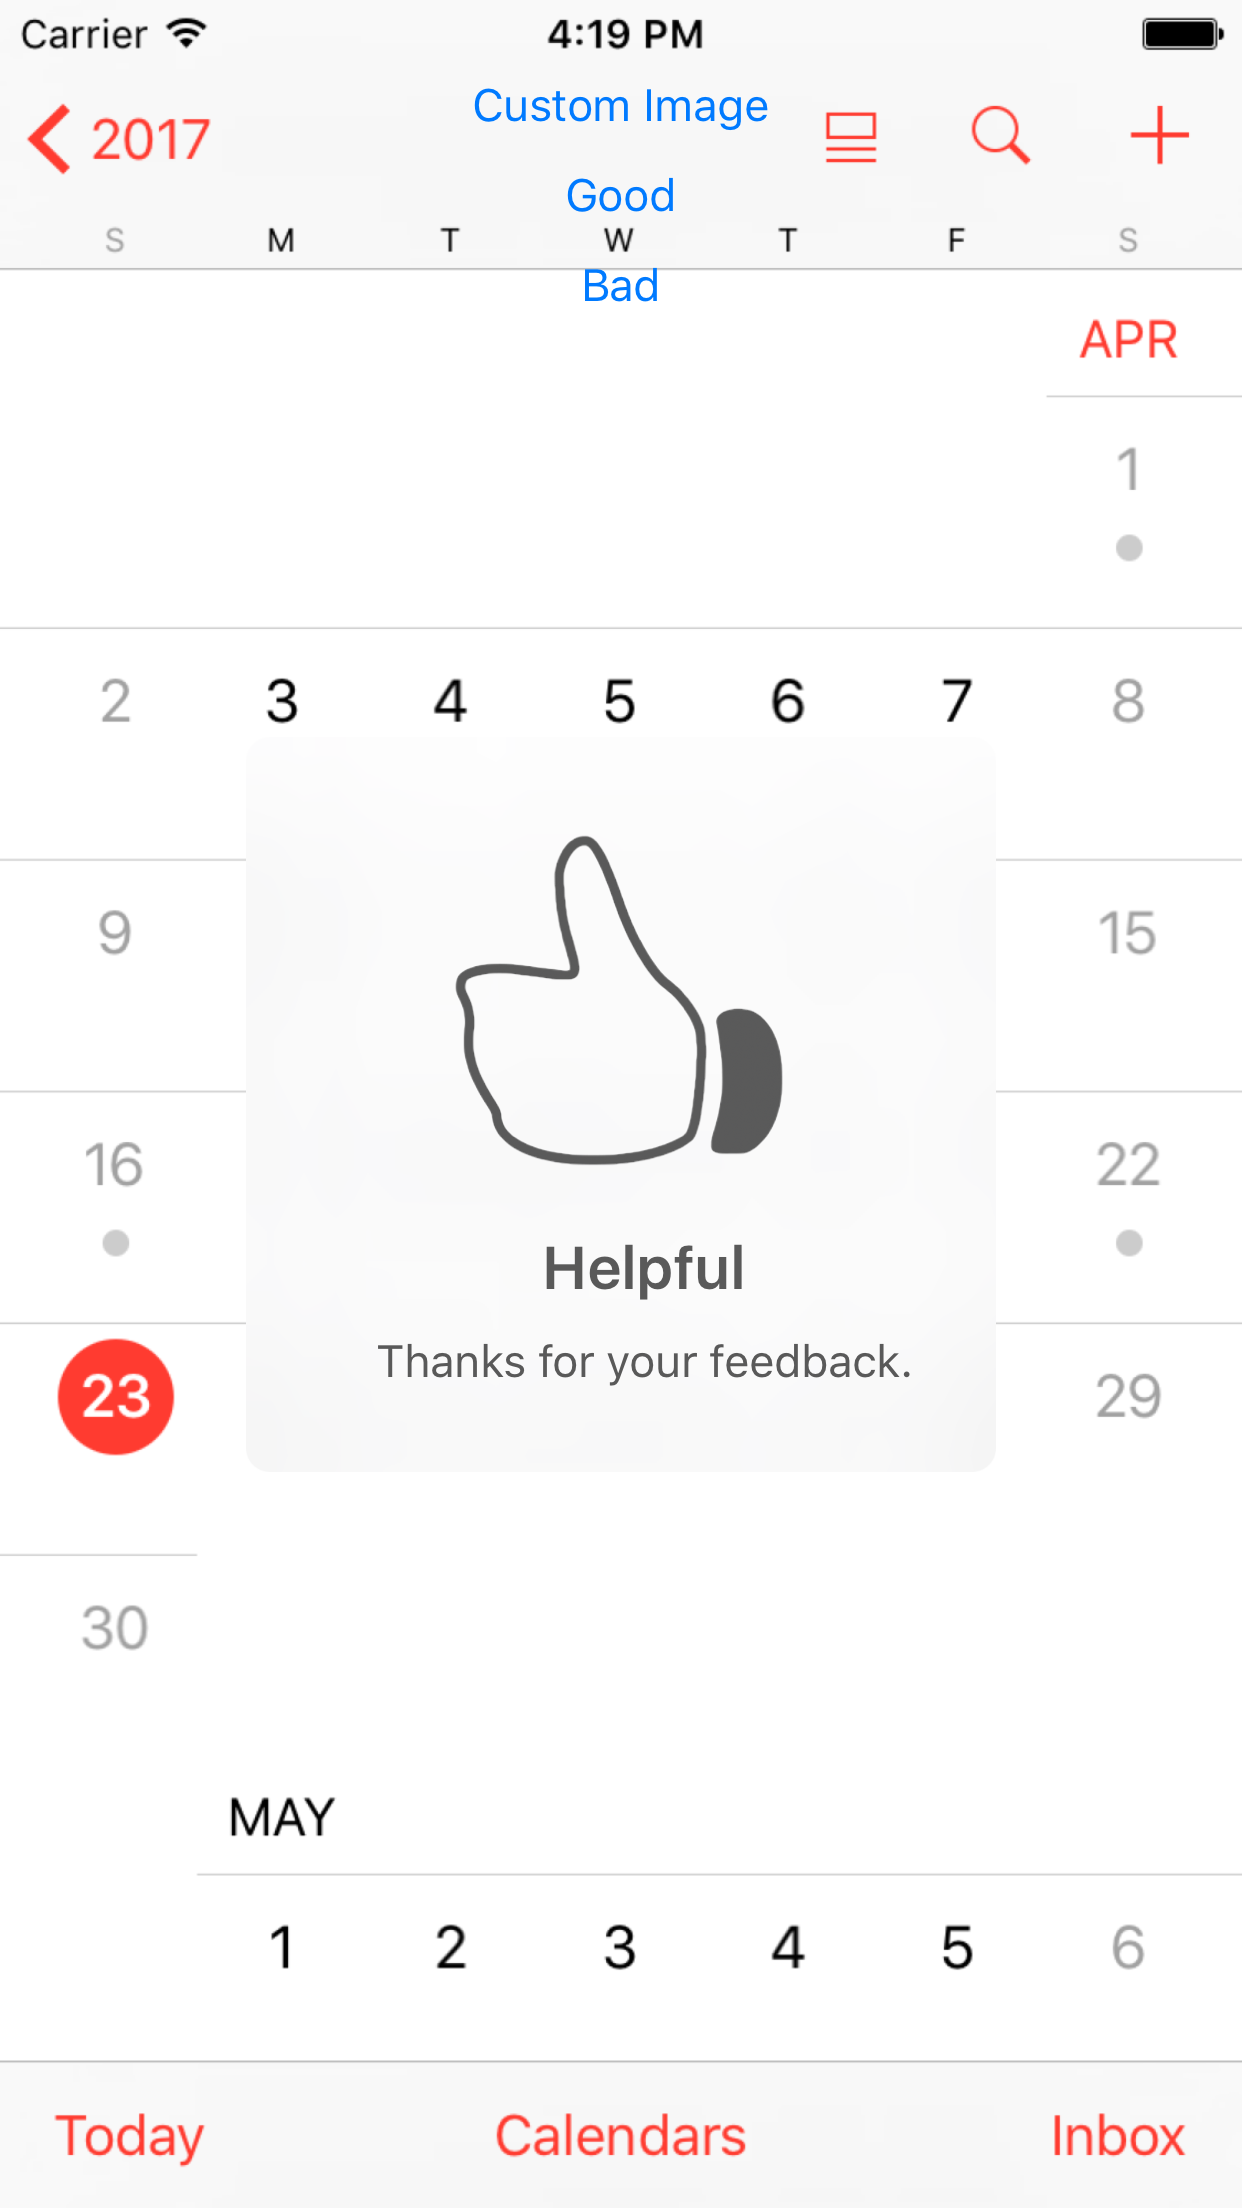 Carrier 4:19 PM
Custom Image
2017
Good
S M T W T F S
Bad
APR
1
2 3 4 5 6 7 8
9 15
16 22
Helpful
Thanks for your feedback.
23 29
30
MAY
1 2 3 4 5 6
Today Calendars Inbox